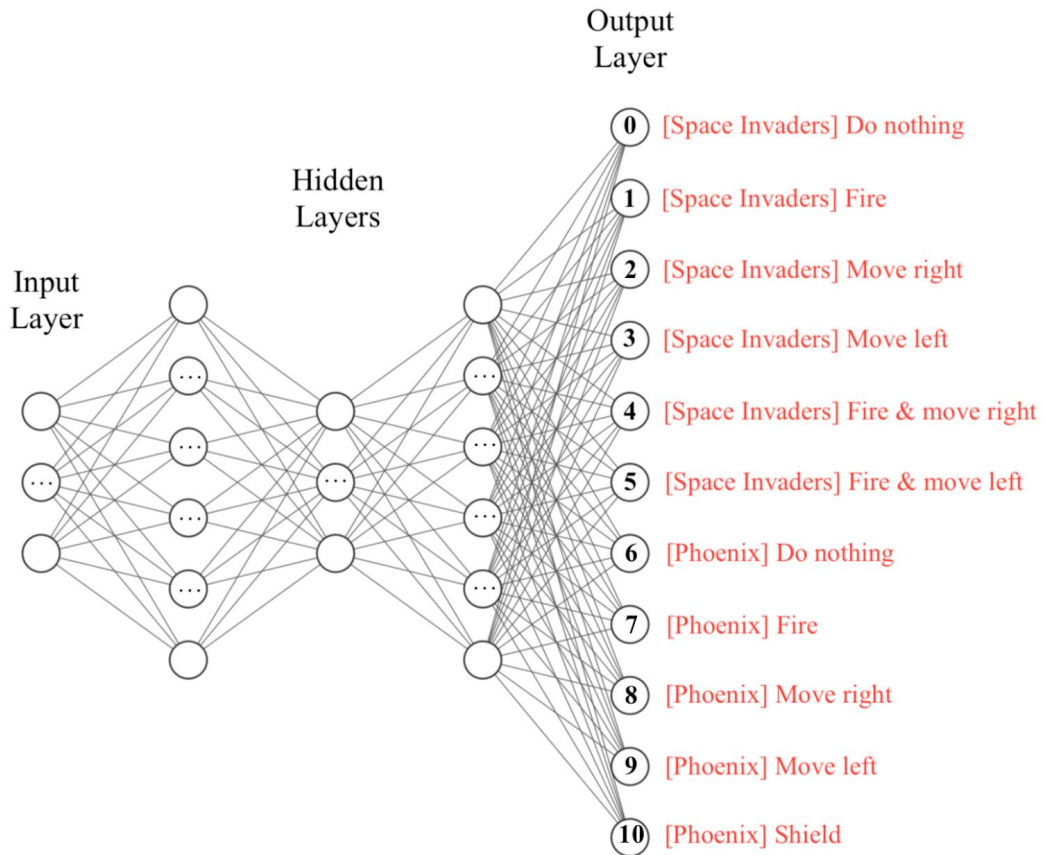 Output
Layer
0 [Space Invaders] Do nothing
Hidden
Layers
1 [Space Invaders] Fire
Input
Layer
2 [Space Invaders] Move right
3 [Space Invaders] Move left
...
4 [Space Invaders] Fire & move right
...
...
5 [Space Invaders] Fire & move left
... ...
...
...
6 [Phoenix] Do nothing
...
...
7 [Phoenix] Fire
8 [Phoenix] Move right
9 [Phoenix] Move left
10 [Phoenix] Shield